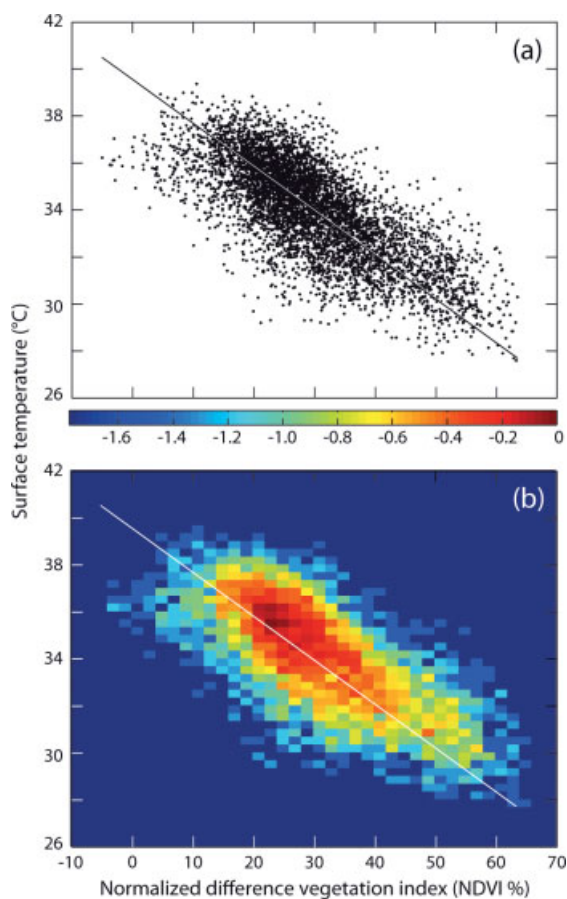 42
(a)
38
34
30
26
Surface temperature (°C)
-1.6 -1.4 -1.2 -1.0 -0.8 -0.6 -0.4 -0.2 0
42
(b)
38
34
30
26
-10 0 10 20 30 40 50 60 70
Normalized difference vegetation index (NDVI %)